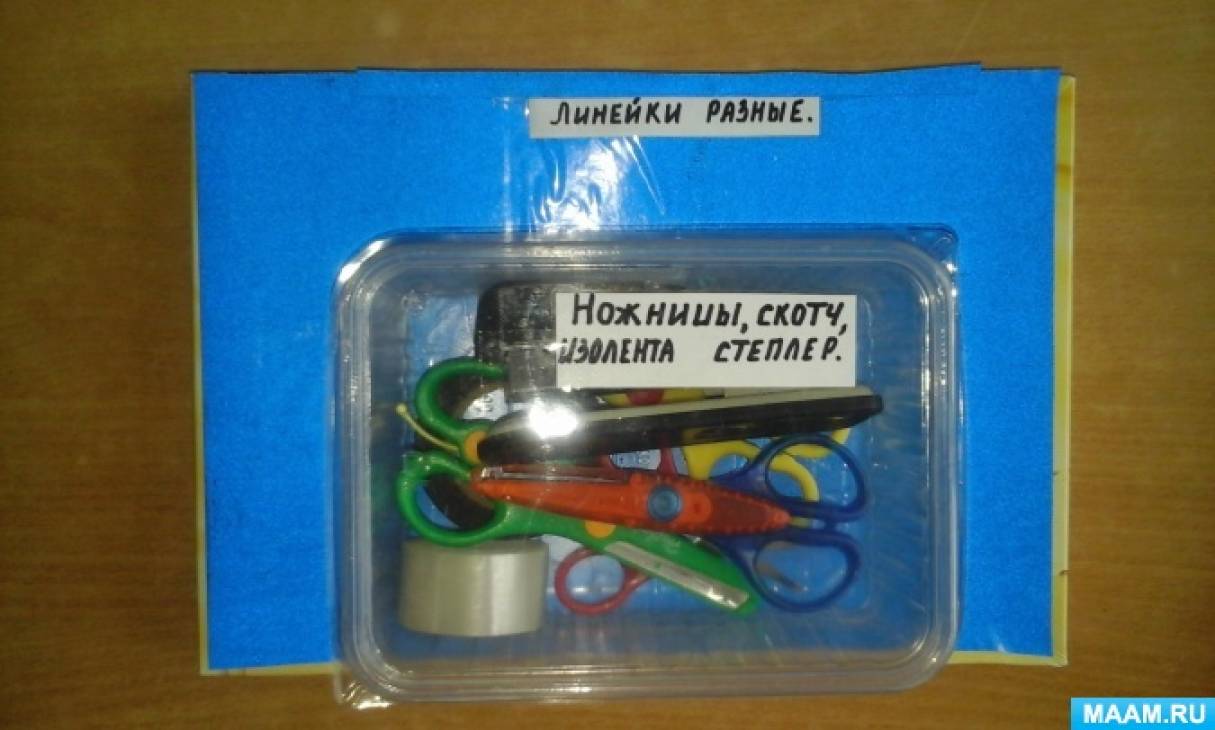 ЛИНЕЙКИ РАЗНЫЕ.
НОЖНИЦЫ, СКОТЧ,
ИЗОЛЕНТА СТЕПЛЕР.
MAAM.RU